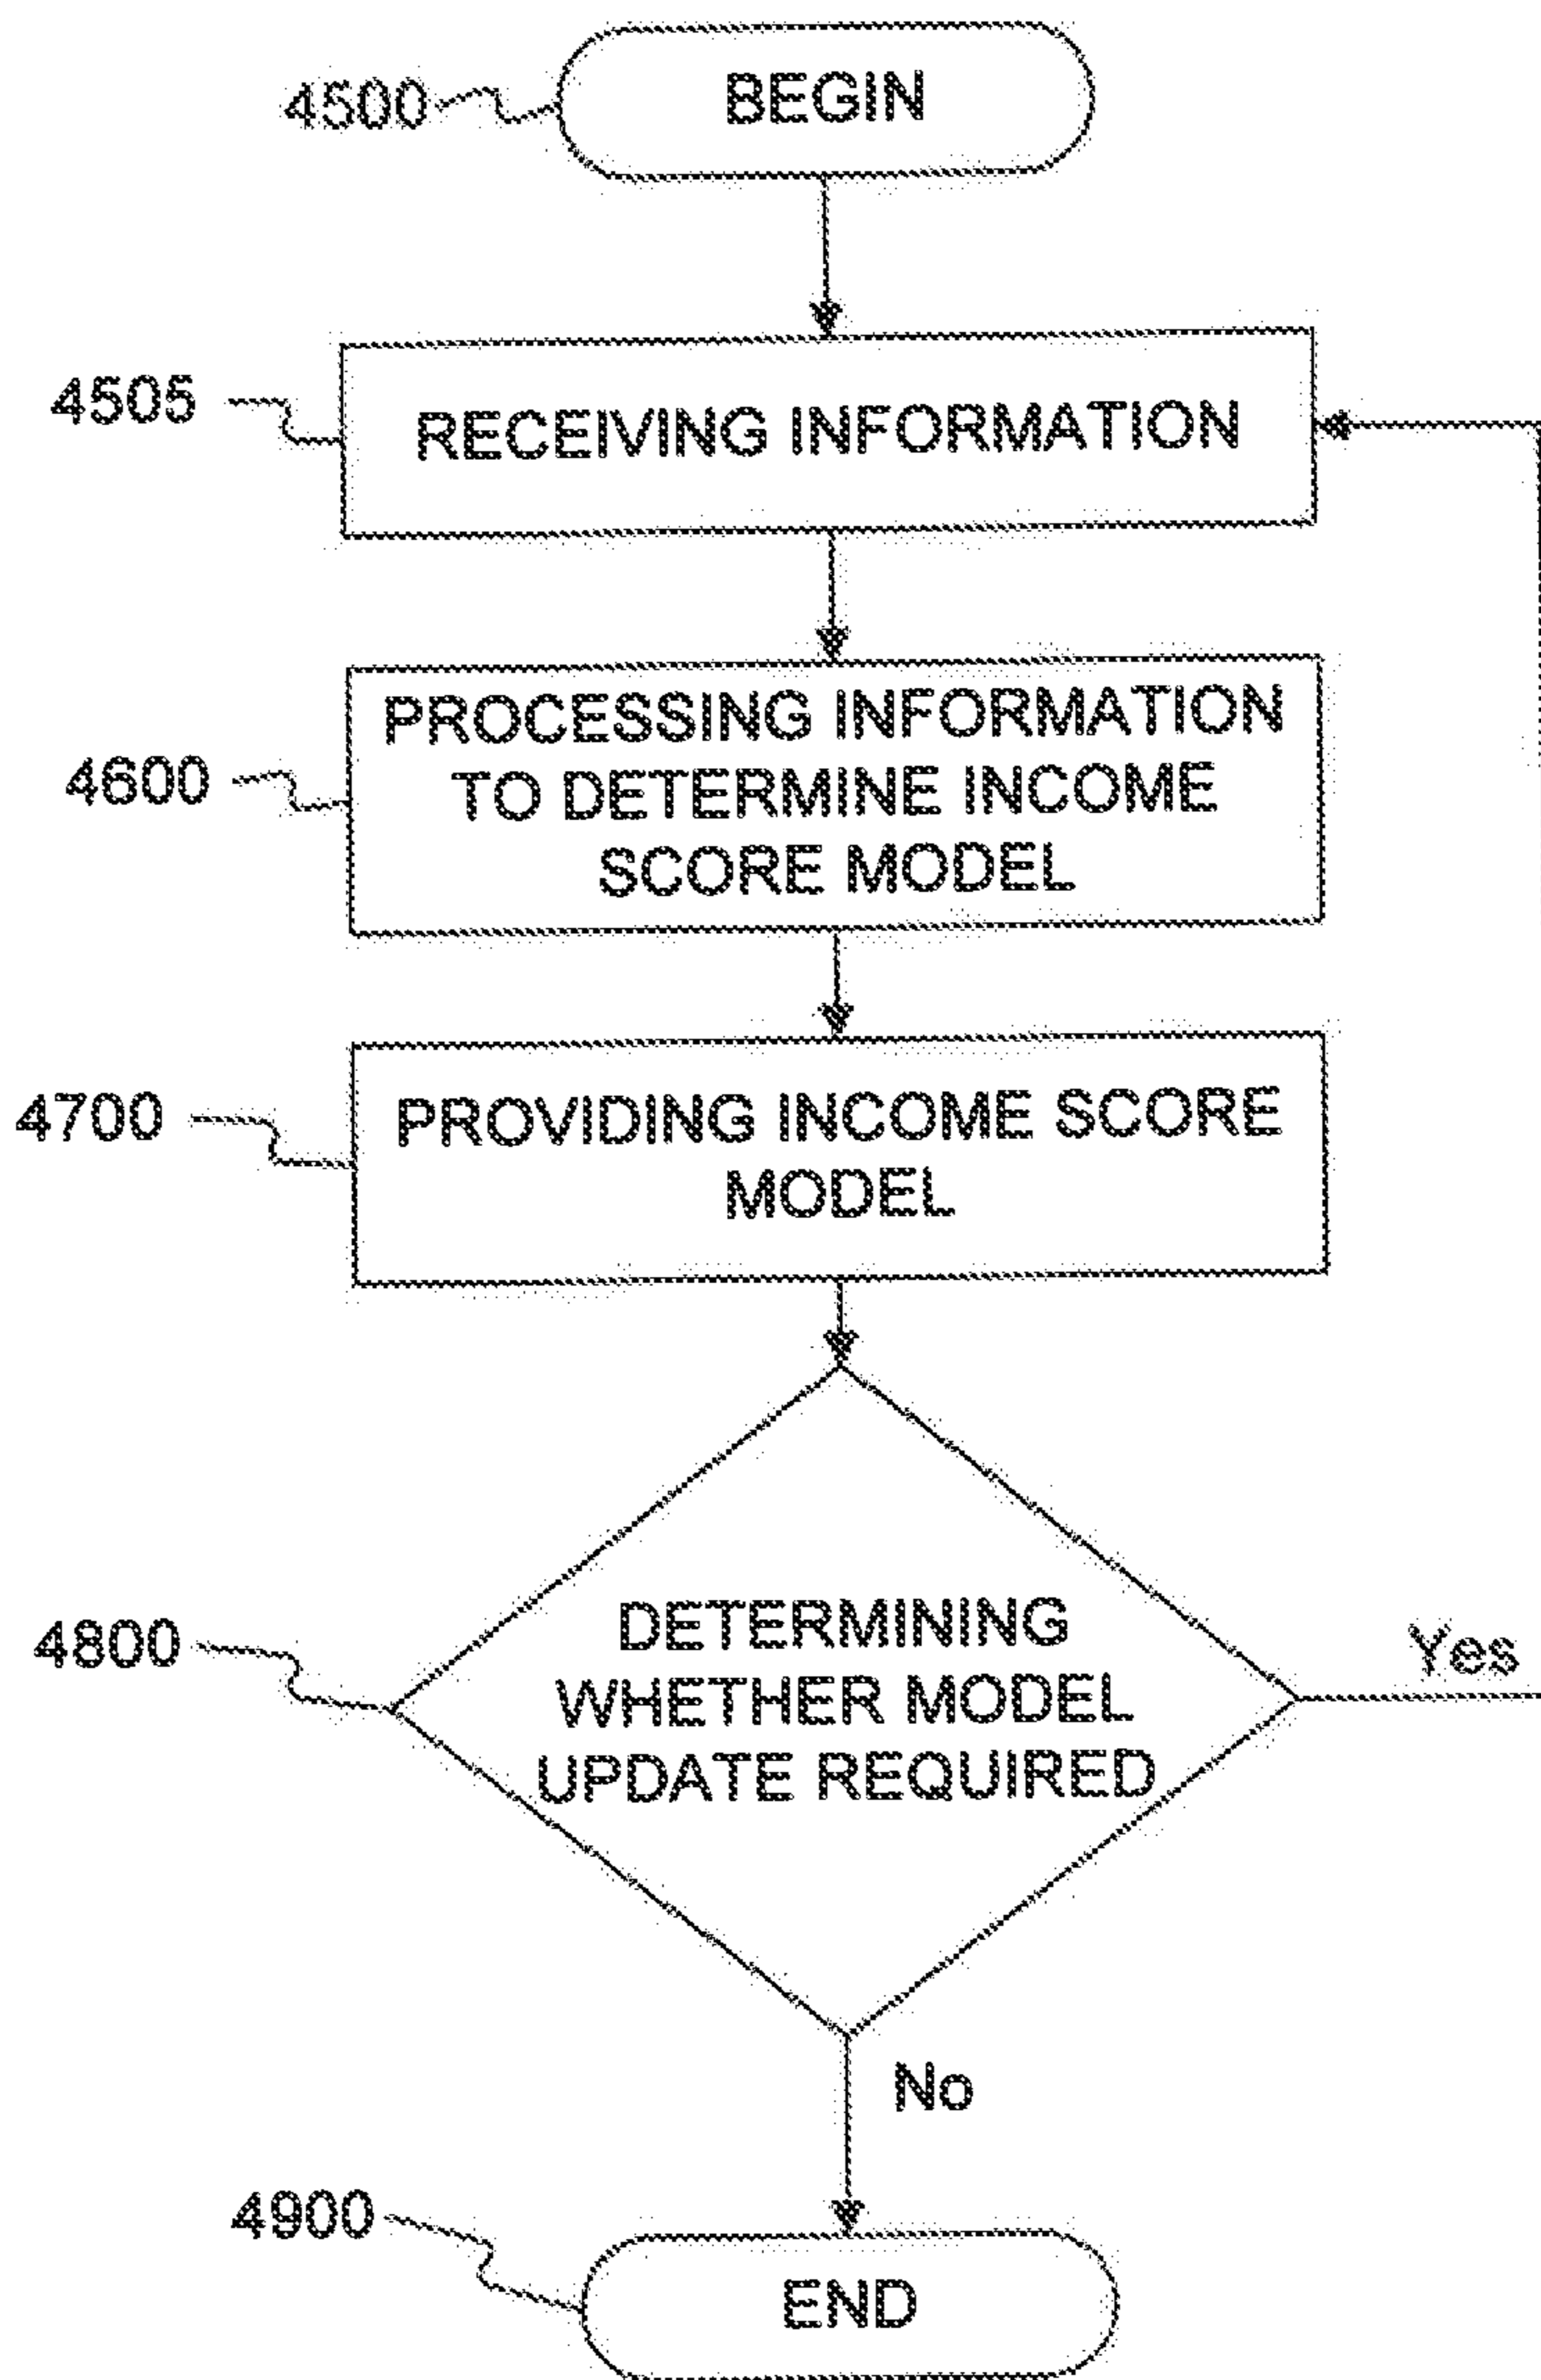 4500
BEGIN
4505
RECEIVING INFORMATION
4600
PROCESSING INFORMATION
TO DETERMINE INCOME
SCORE MODEL
4700
PROVIDING INCOME SCORE
MODEL
4800
DETERMINING
WHETHER MODEL
UPDATE REQUIRED
Yes
No
4900
END